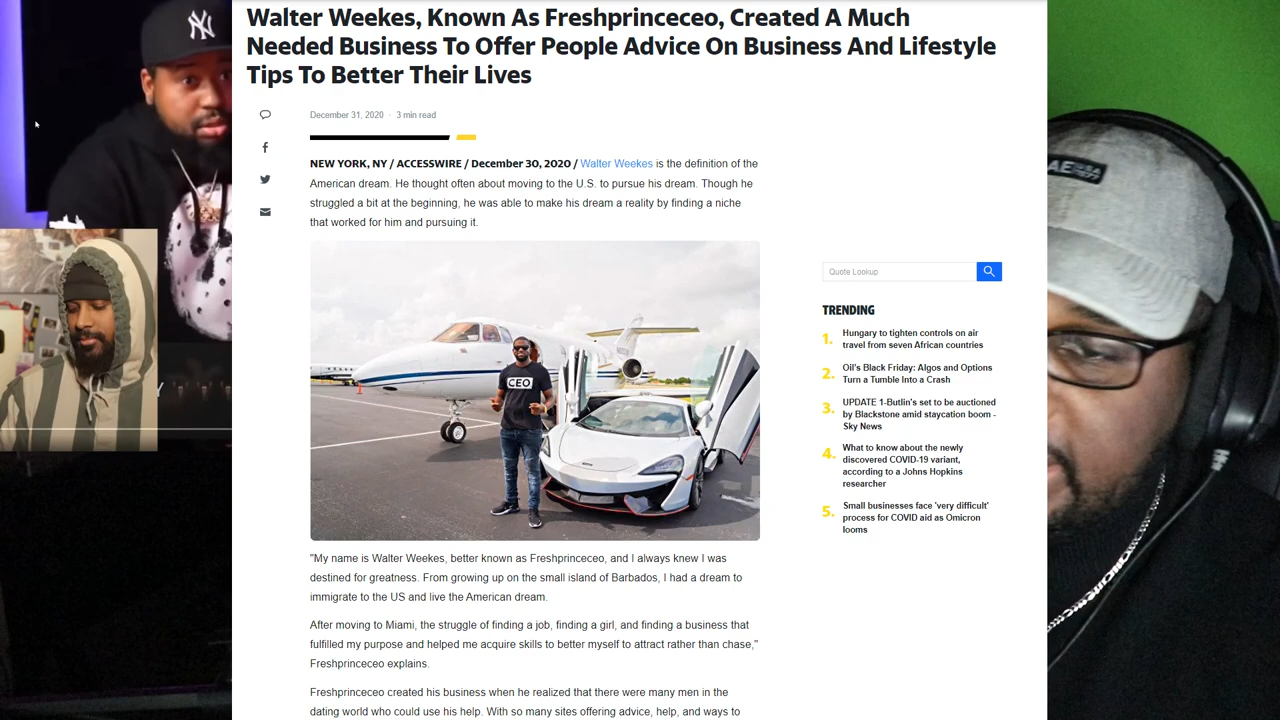 Walter Weekes, Known As Freshprinceceo, Created A Much
Needed Business To Offer People Advice On Business And Lifestyle
Tips To Better Their Lives
December 31, 2020 · 3 min read
NEW YORK, NY / ACCESSWIRE / December 30, 2020 / Walter Weekes is the definition of the
American dream. He thought often about moving to the U.S. to pursue his dream. Though he
struggled a bit at the beginning, he was able to make his dream a reality by finding a niche
that worked for him and pursuing it.
CEO
"My name is Walter Weekes, better known as Freshprinceceo, and I always knew I was
destined for greatness. From growing up on the small island of Barbados, I had a dream to
immigrate to the US and live the American dream.
After moving to Miami, the struggle of finding a job, finding a girl, and finding a business that
fulfilled my purpose and helped me acquire skills to better myself to attract rather than chase,"
Freshprinceceo explains.
Freshprinceceo created his business when he realized that there were many men in the
dating world who could use his help. With so many sites offering advice, help, and ways to
Quote Lookup
TRENDING
1. Hungary to tighten controls on air
travel from seven African countries
2. Oil's Black Friday: Algos and Options
Turn a Tumble Into a Crash
3. UPDATE 1-Butlin's set to be auctioned
by Blackstone amid staycation boom -
Sky News
4. What to know about the newly
discovered COVID-19 variant,
according to a Johns Hopkins
researcher
5. Small businesses face 'very difficult'
process for COVID aid as Omicron
looms
NY